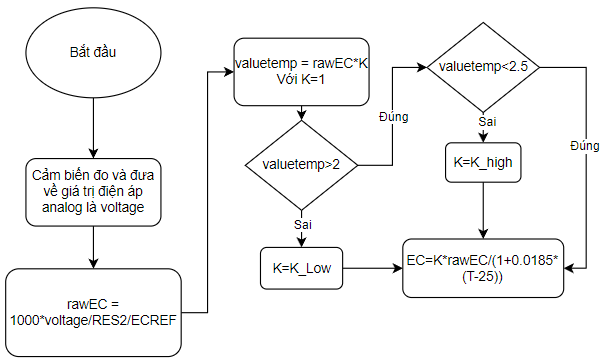 Bắt đầu
Cảm biến đo và đưa
về giá trị điện áp
analog là voltage
rawEC =
1000*voltage/RES2/ECREF
valuetemp = rawEC*K
Với K=1
valuetemp>2
Đúng
Sai
K=K_Low
valuetemp<2.5
Sai
Đúng
K=K_high
EC=K*rawEC/(1+0.0185*
(T-25))